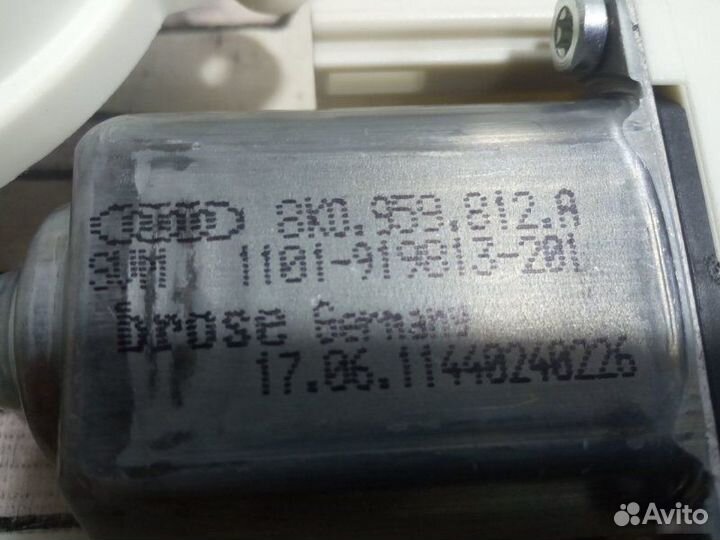 8K0.959.812.A
1101-919813-201
Brose Germany
17.06.11440240226
Avito